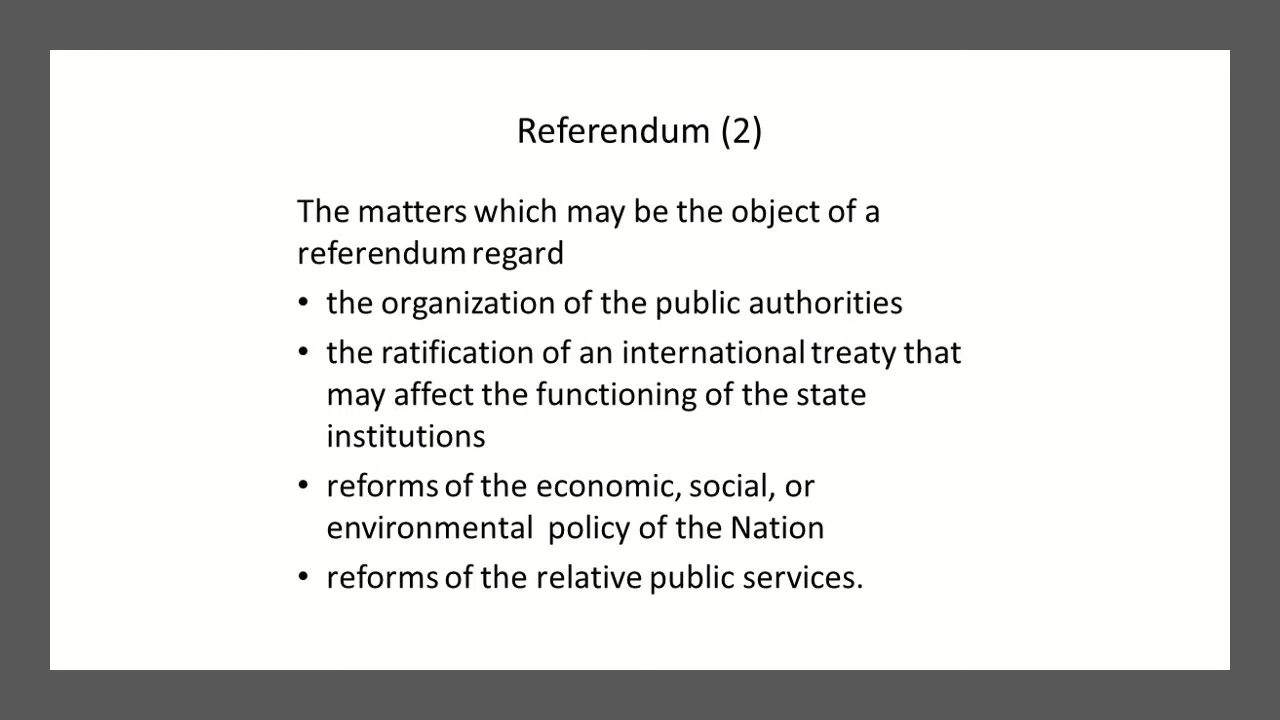 Referendum (2)
The matters which may be the object of a
referendum regard
• the organization of the public authorities
• the ratification of an international treaty that
may affect the functioning of the state
institutions
• reforms of the economic, social, or
environmental policy of the Nation
• reforms of the relative public services.